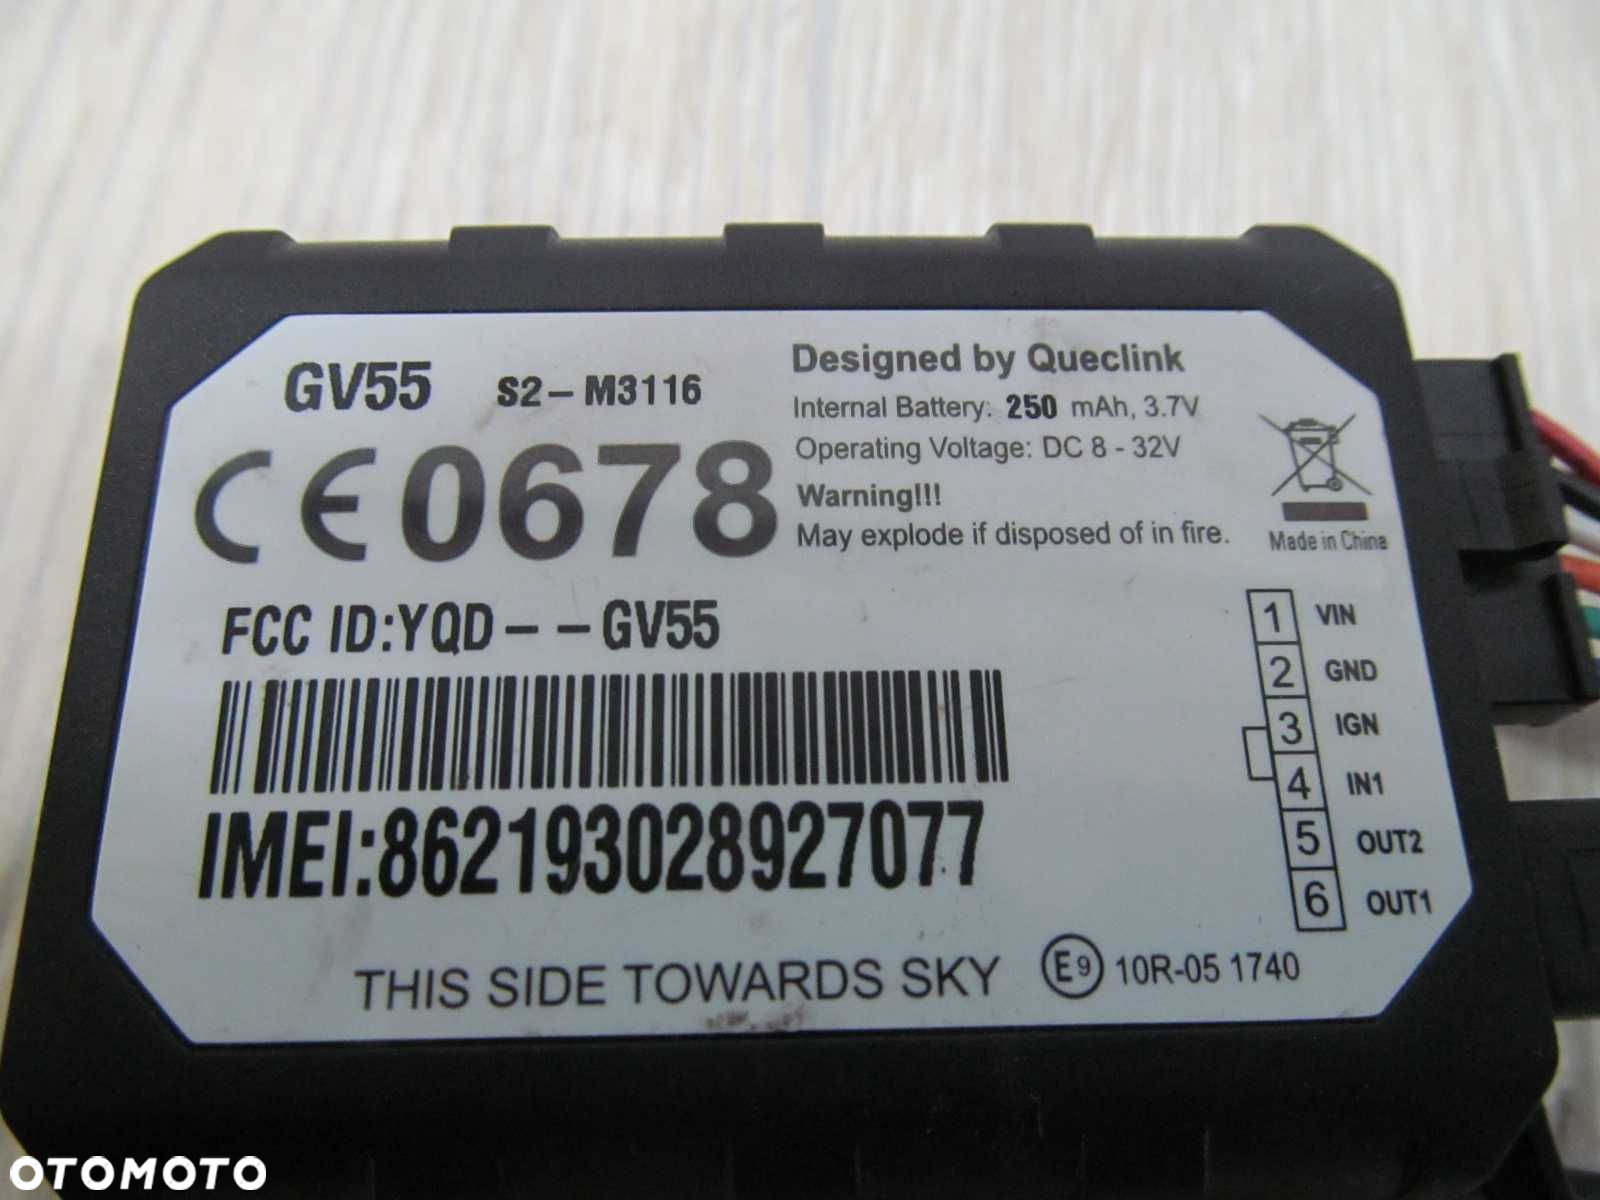 GV55 S2-M3116
CE0678
Designed by Queclink
Internal Battery: 250 mAh, 3.7V
Operating Voltage: DC 8 - 32V
Warning!!!
May explode if disposed of in fire.
Made in China
FCC ID:YQD--GV55
IMEI:862193028927077
1 VIN
2 GND
3 IGN
4 IN1
5 OUT2
6 OUT1
THIS SIDE TOWARDS SKY E9 10R-05 1740
OTOMOTO